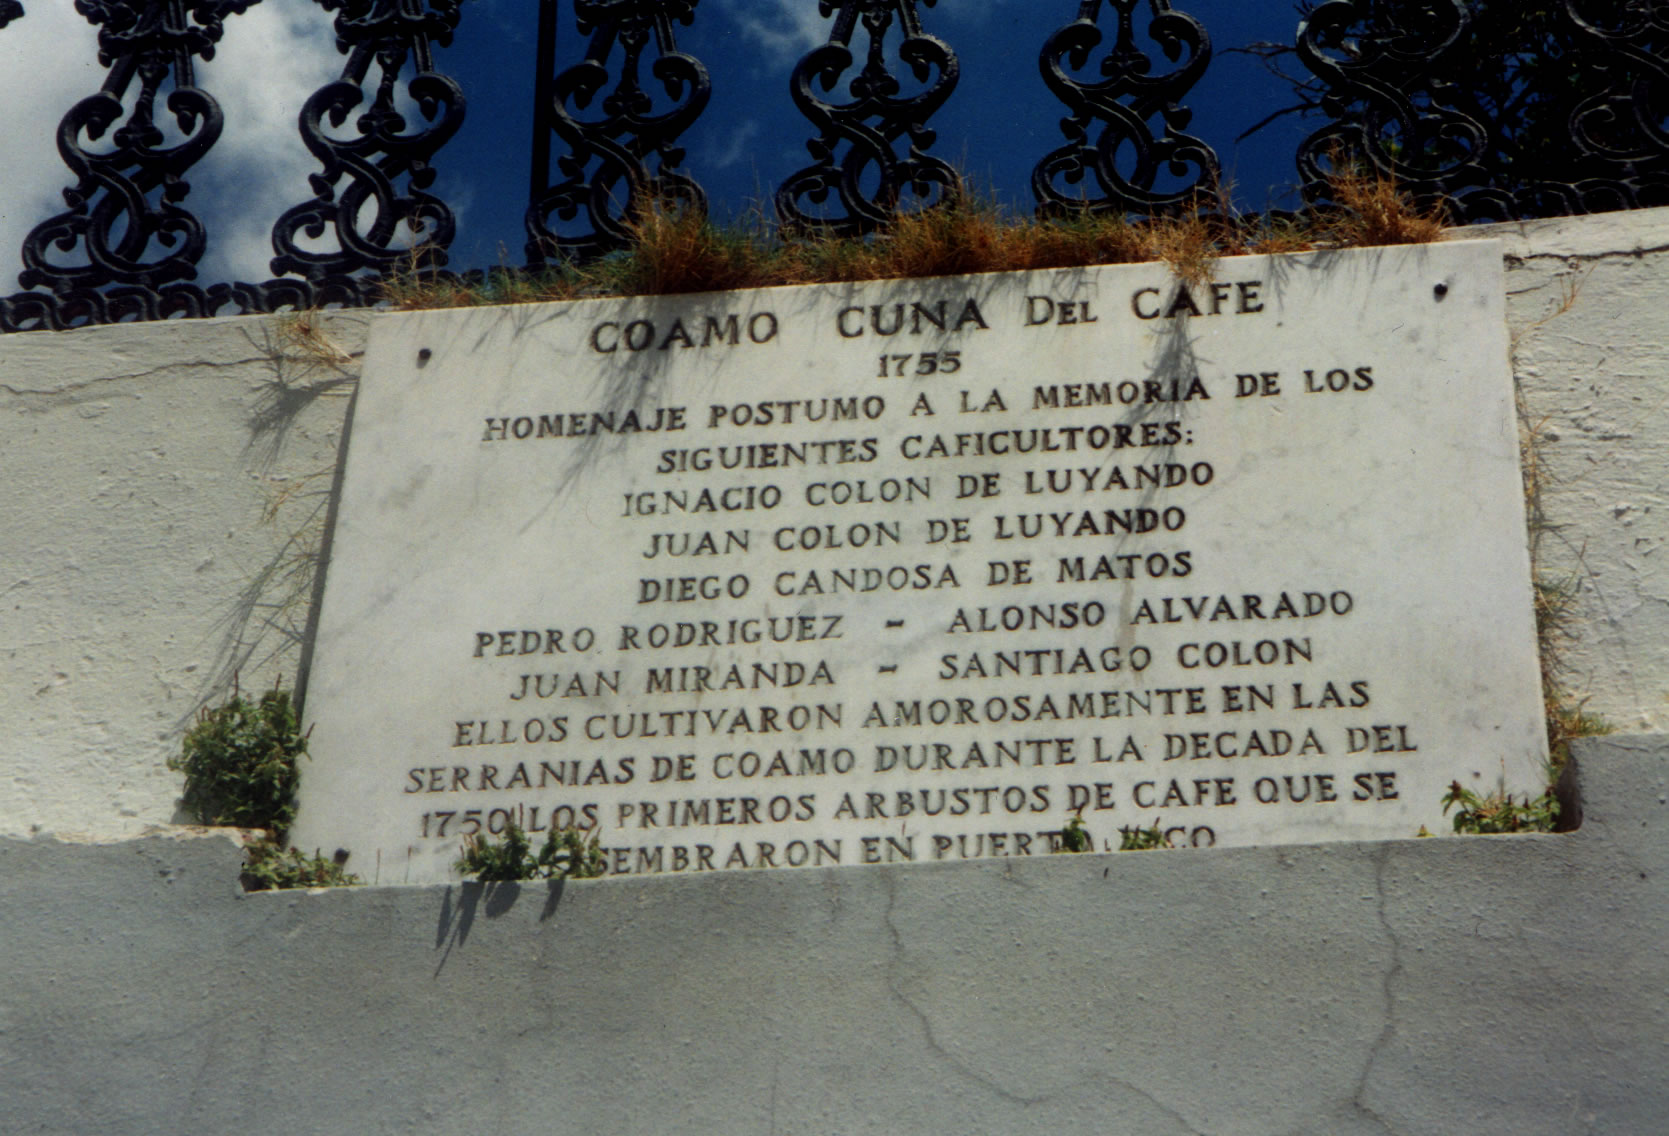 COAMO CUNA DEL CAFE
1755
HOMENAJE POSTUMO A LA MEMORIA DE LOS
SIGUIENTES CAFICULTORES:
IGNACIO COLON DE LUYANDO
JUAN COLON DE LUYANDO
DIEGO CANDOSA DE MATOS
PEDRO RODRIGUEZ - ALONSO ALVARADO
JUAN MIRANDA - SANTIAGO COLON
ELLOS CULTIVARON AMOROSAMENTE EN LAS
SERRANIAS DE COAMO DURANTE LA DECADA DEL
1750 LOS PRIMEROS ARBUSTOS DE CAFE QUE SE
SEMBRARON EN PUERTO RICO